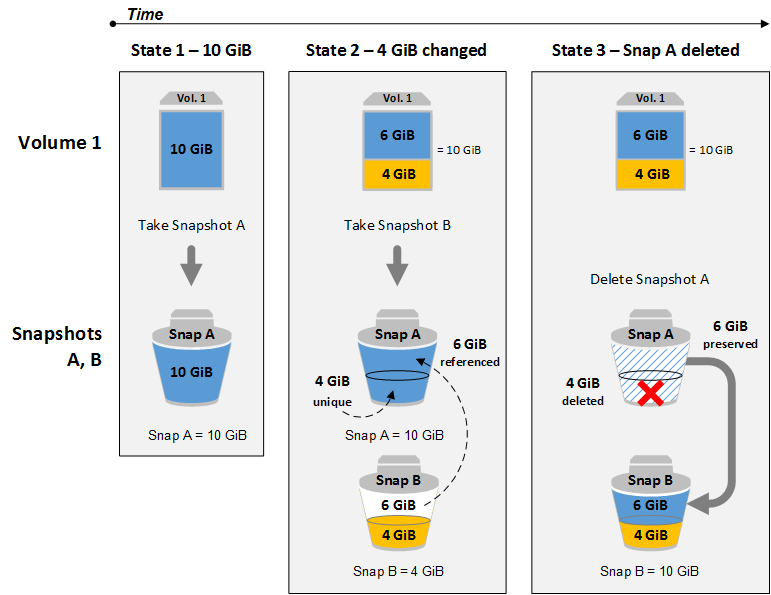 Time
State 1 – 10 GiB
State 2 – 4 GiB changed
State 3 – Snap A deleted
Volume 1
Vol. 1
10 GiB
Vol. 1
6 GiB
4 GiB
= 10 GiB
Vol. 1
6 GiB
4 GiB
= 10 GiB
Take Snapshot A
Take Snapshot B
Delete Snapshot A
Snapshots
A, B
Snap A
10 GiB
Snap A = 10 GiB
Snap A
6 GiB
referenced
4 GiB
unique
Snap A = 10 GiB
Snap B
6 GiB
4 GiB
Snap B = 4 GiB
Snap A
6 GiB
preserved
4 GiB
deleted
Snap B
6 GiB
4 GiB
Snap B = 10 GiB